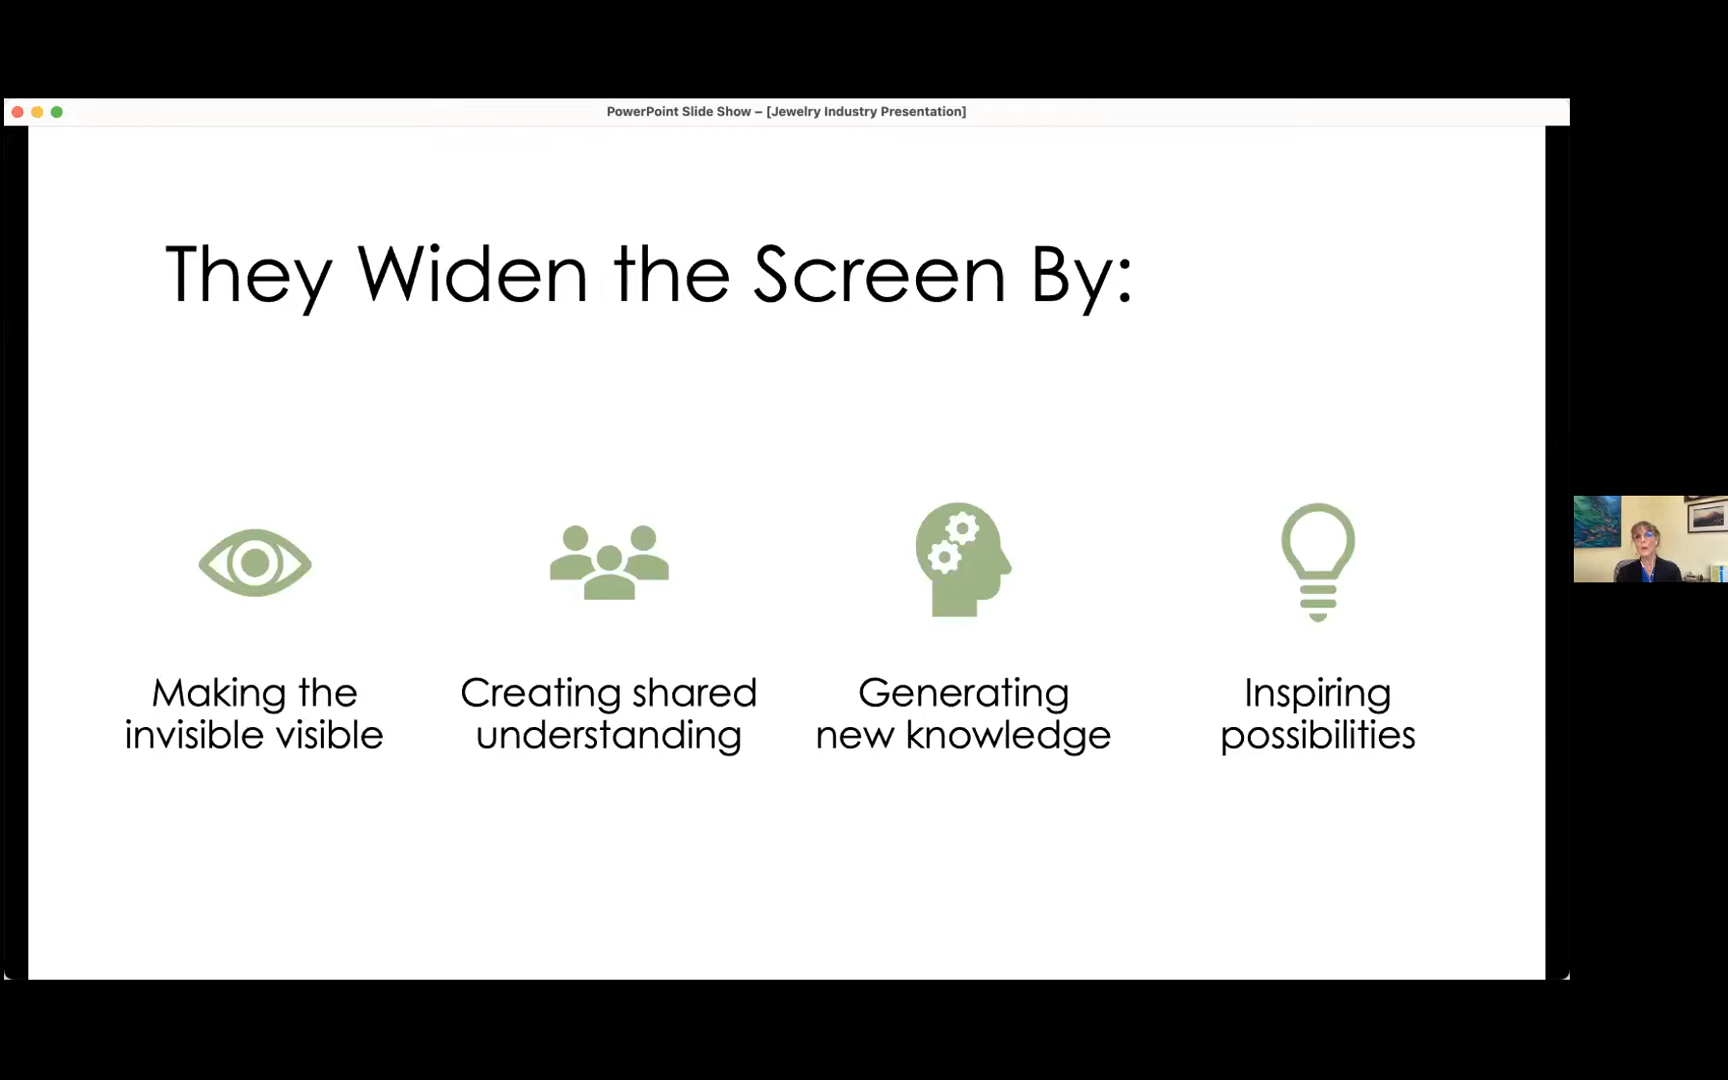 PowerPoint Slide Show – [Jewelry Industry Presentation]
They Widen the Screen By:
Making the
invisible visible
Creating shared
understanding
Generating
new knowledge
Inspiring
possibilities